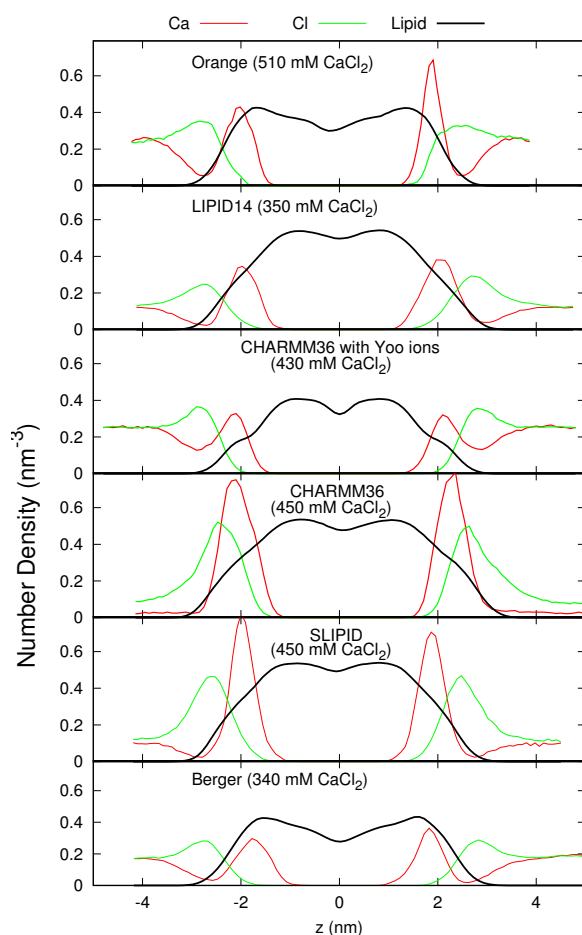 Ca Cl Lipid
Orange (510 mM CaCl₂)
0.6
0.4
0.2
0
LIPID14 (350 mM CaCl₂)
0.6
0.4
0.2
0
CHARMM36 with Yoo ions
(430 mM CaCl₂)
0.6
0.4
0.2
0
CHARMM36
(450 mM CaCl₂)
0.6
0.4
0.2
0
SLIPID
(450 mM CaCl₂)
0.6
0.4
0.2
0
Berger (340 mM CaCl₂)
0.6
0.4
0.2
0
-4 -2 0 2 4
z (nm)
Number Density (nm⁻³)